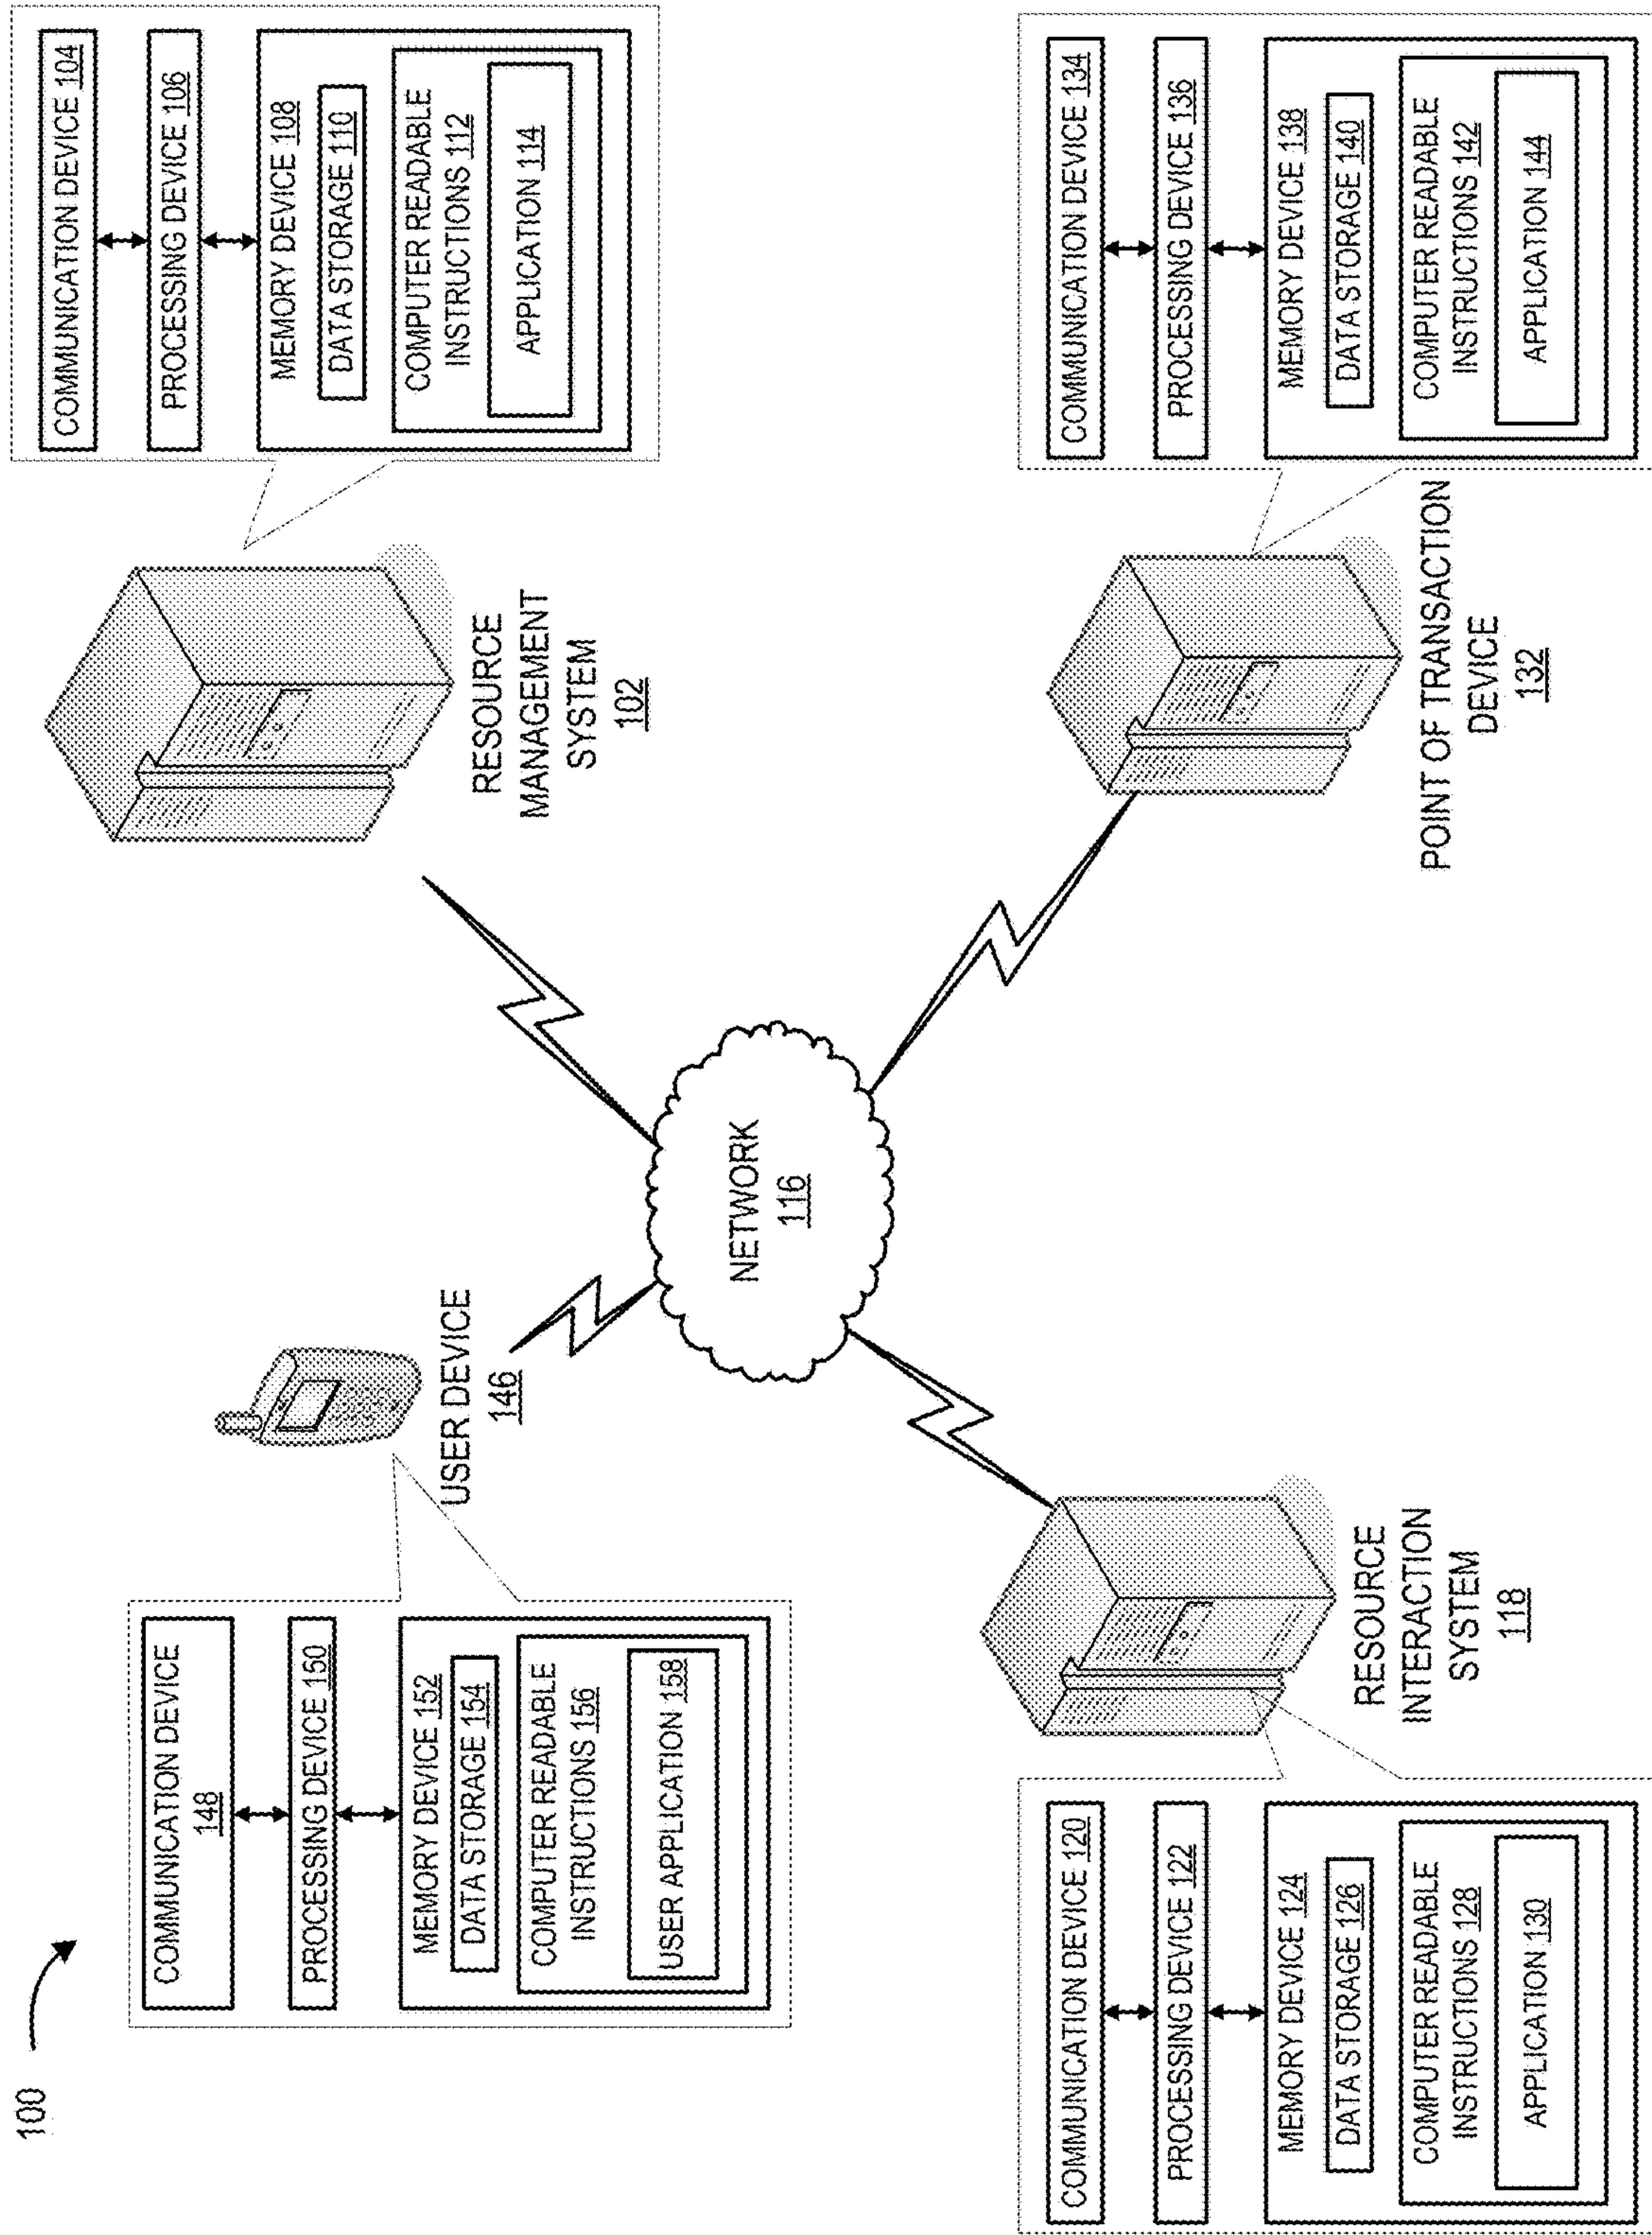 100
COMMUNICATION DEVICE
148
PROCESSING DEVICE 150
MEMORY DEVICE 152
DATA STORAGE 154
COMPUTER READABLE
INSTRUCTIONS 156
USER APPLICATION 158
USER DEVICE
146
COMMUNICATION DEVICE 104
PROCESSING DEVICE 106
MEMORY DEVICE 108
DATA STORAGE 110
COMPUTER READABLE
INSTRUCTIONS 112
APPLICATION 114
RESOURCE
MANAGEMENT
SYSTEM
102
NETWORK
116
COMMUNICATION DEVICE 120
PROCESSING DEVICE 122
MEMORY DEVICE 124
DATA STORAGE 126
COMPUTER READABLE
INSTRUCTIONS 128
APPLICATION 130
RESOURCE
INTERACTION
SYSTEM
118
COMMUNICATION DEVICE 134
PROCESSING DEVICE 136
MEMORY DEVICE 138
DATA STORAGE 140
COMPUTER READABLE
INSTRUCTIONS 142
APPLICATION 144
POINT OF TRANSACTION
DEVICE
132